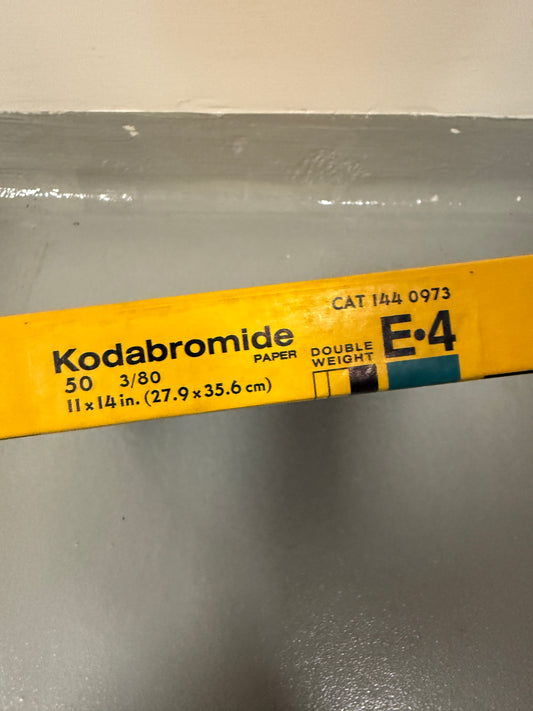 CAT 144 0973
Kodabromide
PAPER
50 3/80
11 x 14 in. (27.9 x 35.6 cm)
DOUBLE
WEIGHT
E•4